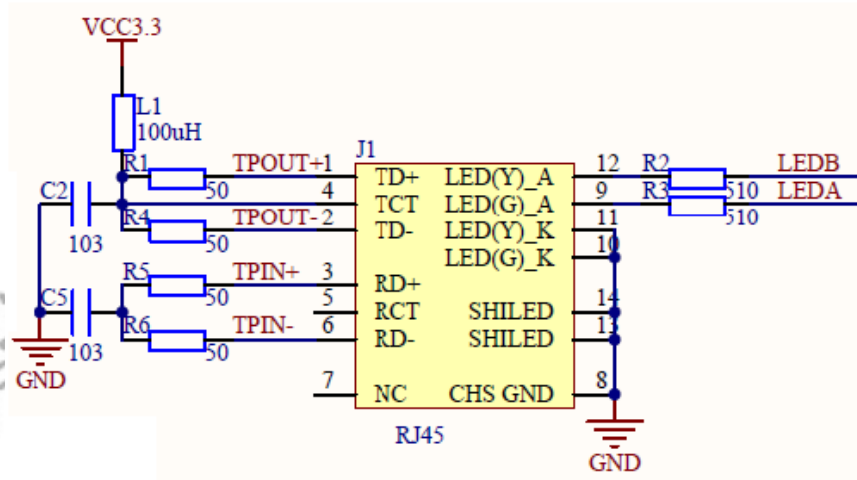 VCC3.3
L1
100uH
J1
R1 TPOUT+ 1 TD+ LED(Y)_A 12 R2 LEDB
50 510
C2 4 TCT LED(G)_A 9 R3 LEDA
103 510
R4 TPOUT- 2 TD- LED(Y)_K 11
50
LED(G)_K 10
R5 TPIN+ 3 RD+
50
C5 5 RCT SHILED 14
103
R6 TPIN- 6 RD- SHILED 13
50
GND
7 NC CHS GND 8
RJ45
GND